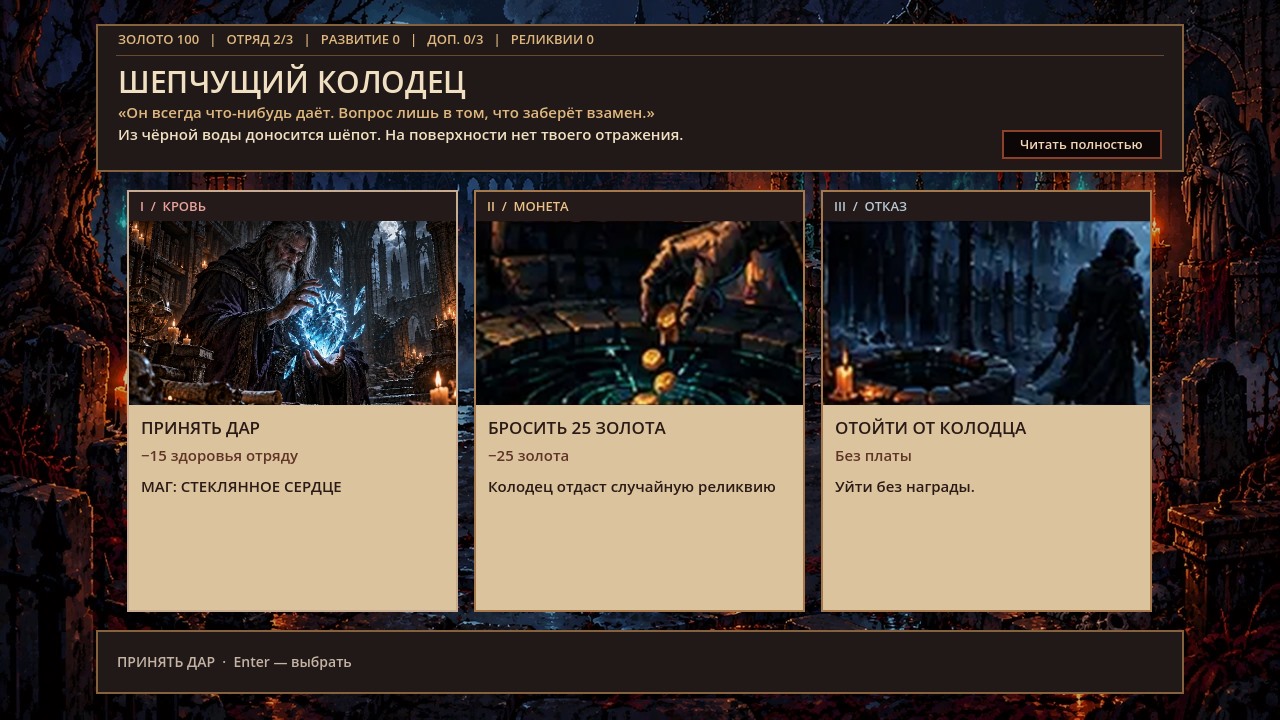 ЗОЛОТО 100 | ОТРЯД 2/3 | РАЗВИТИЕ 0 | ДОП. 0/3 | РЕЛИКВИИ 0
ШЕПЧУЩИЙ КОЛОДЕЦ
«Он всегда что-нибудь даёт. Вопрос лишь в том, что заберёт взамен.»
Из чёрной воды доносится шёпот. На поверхности нет твоего отражения.
Читать полностью
I / КРОВЬ
ПРИНЯТЬ ДАР
−15 здоровья отряду
МАГ: СТЕКЛЯННОЕ СЕРДЦЕ
II / МОНЕТА
БРОСИТЬ 25 ЗОЛОТА
−25 золота
Колодец отдаст случайную реликвию
III / ОТКАЗ
ОТОЙТИ ОТ КОЛОДЦА
Без платы
Уйти без награды.
ПРИНЯТЬ ДАР · Enter — выбрать